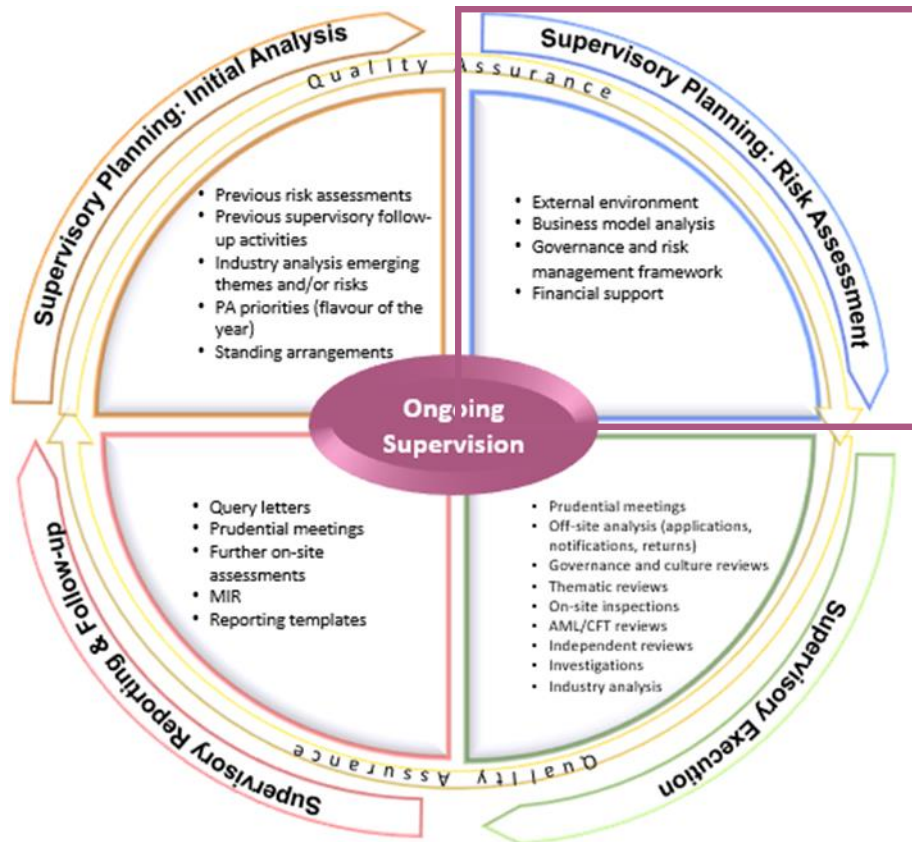 Supervisory Planning: Initial Analysis
Quality Assurance
Supervisory Planning: Risk Assessment
• Previous risk assessments
• Previous supervisory follow-
up activities
• Industry analysis emerging
themes and/or risks
• PA priorities (flavour of the
year)
• Standing arrangements
• External environment
• Business model analysis
• Governance and risk
management framework
• Financial support
Ongoing
Supervision
• Query letters
• Prudential meetings
• Further on-site
assessments
• MIR
• Reporting templates
• Prudential meetings
• Off-site analysis (applications,
notifications, returns)
• Governance and culture reviews
• Thematic reviews
• On-site inspections
• AML/CFT reviews
• Independent reviews
• Investigations
• Industry analysis
Supervisory Reporting & Follow-up
Quality Assurance
Supervisory Execution